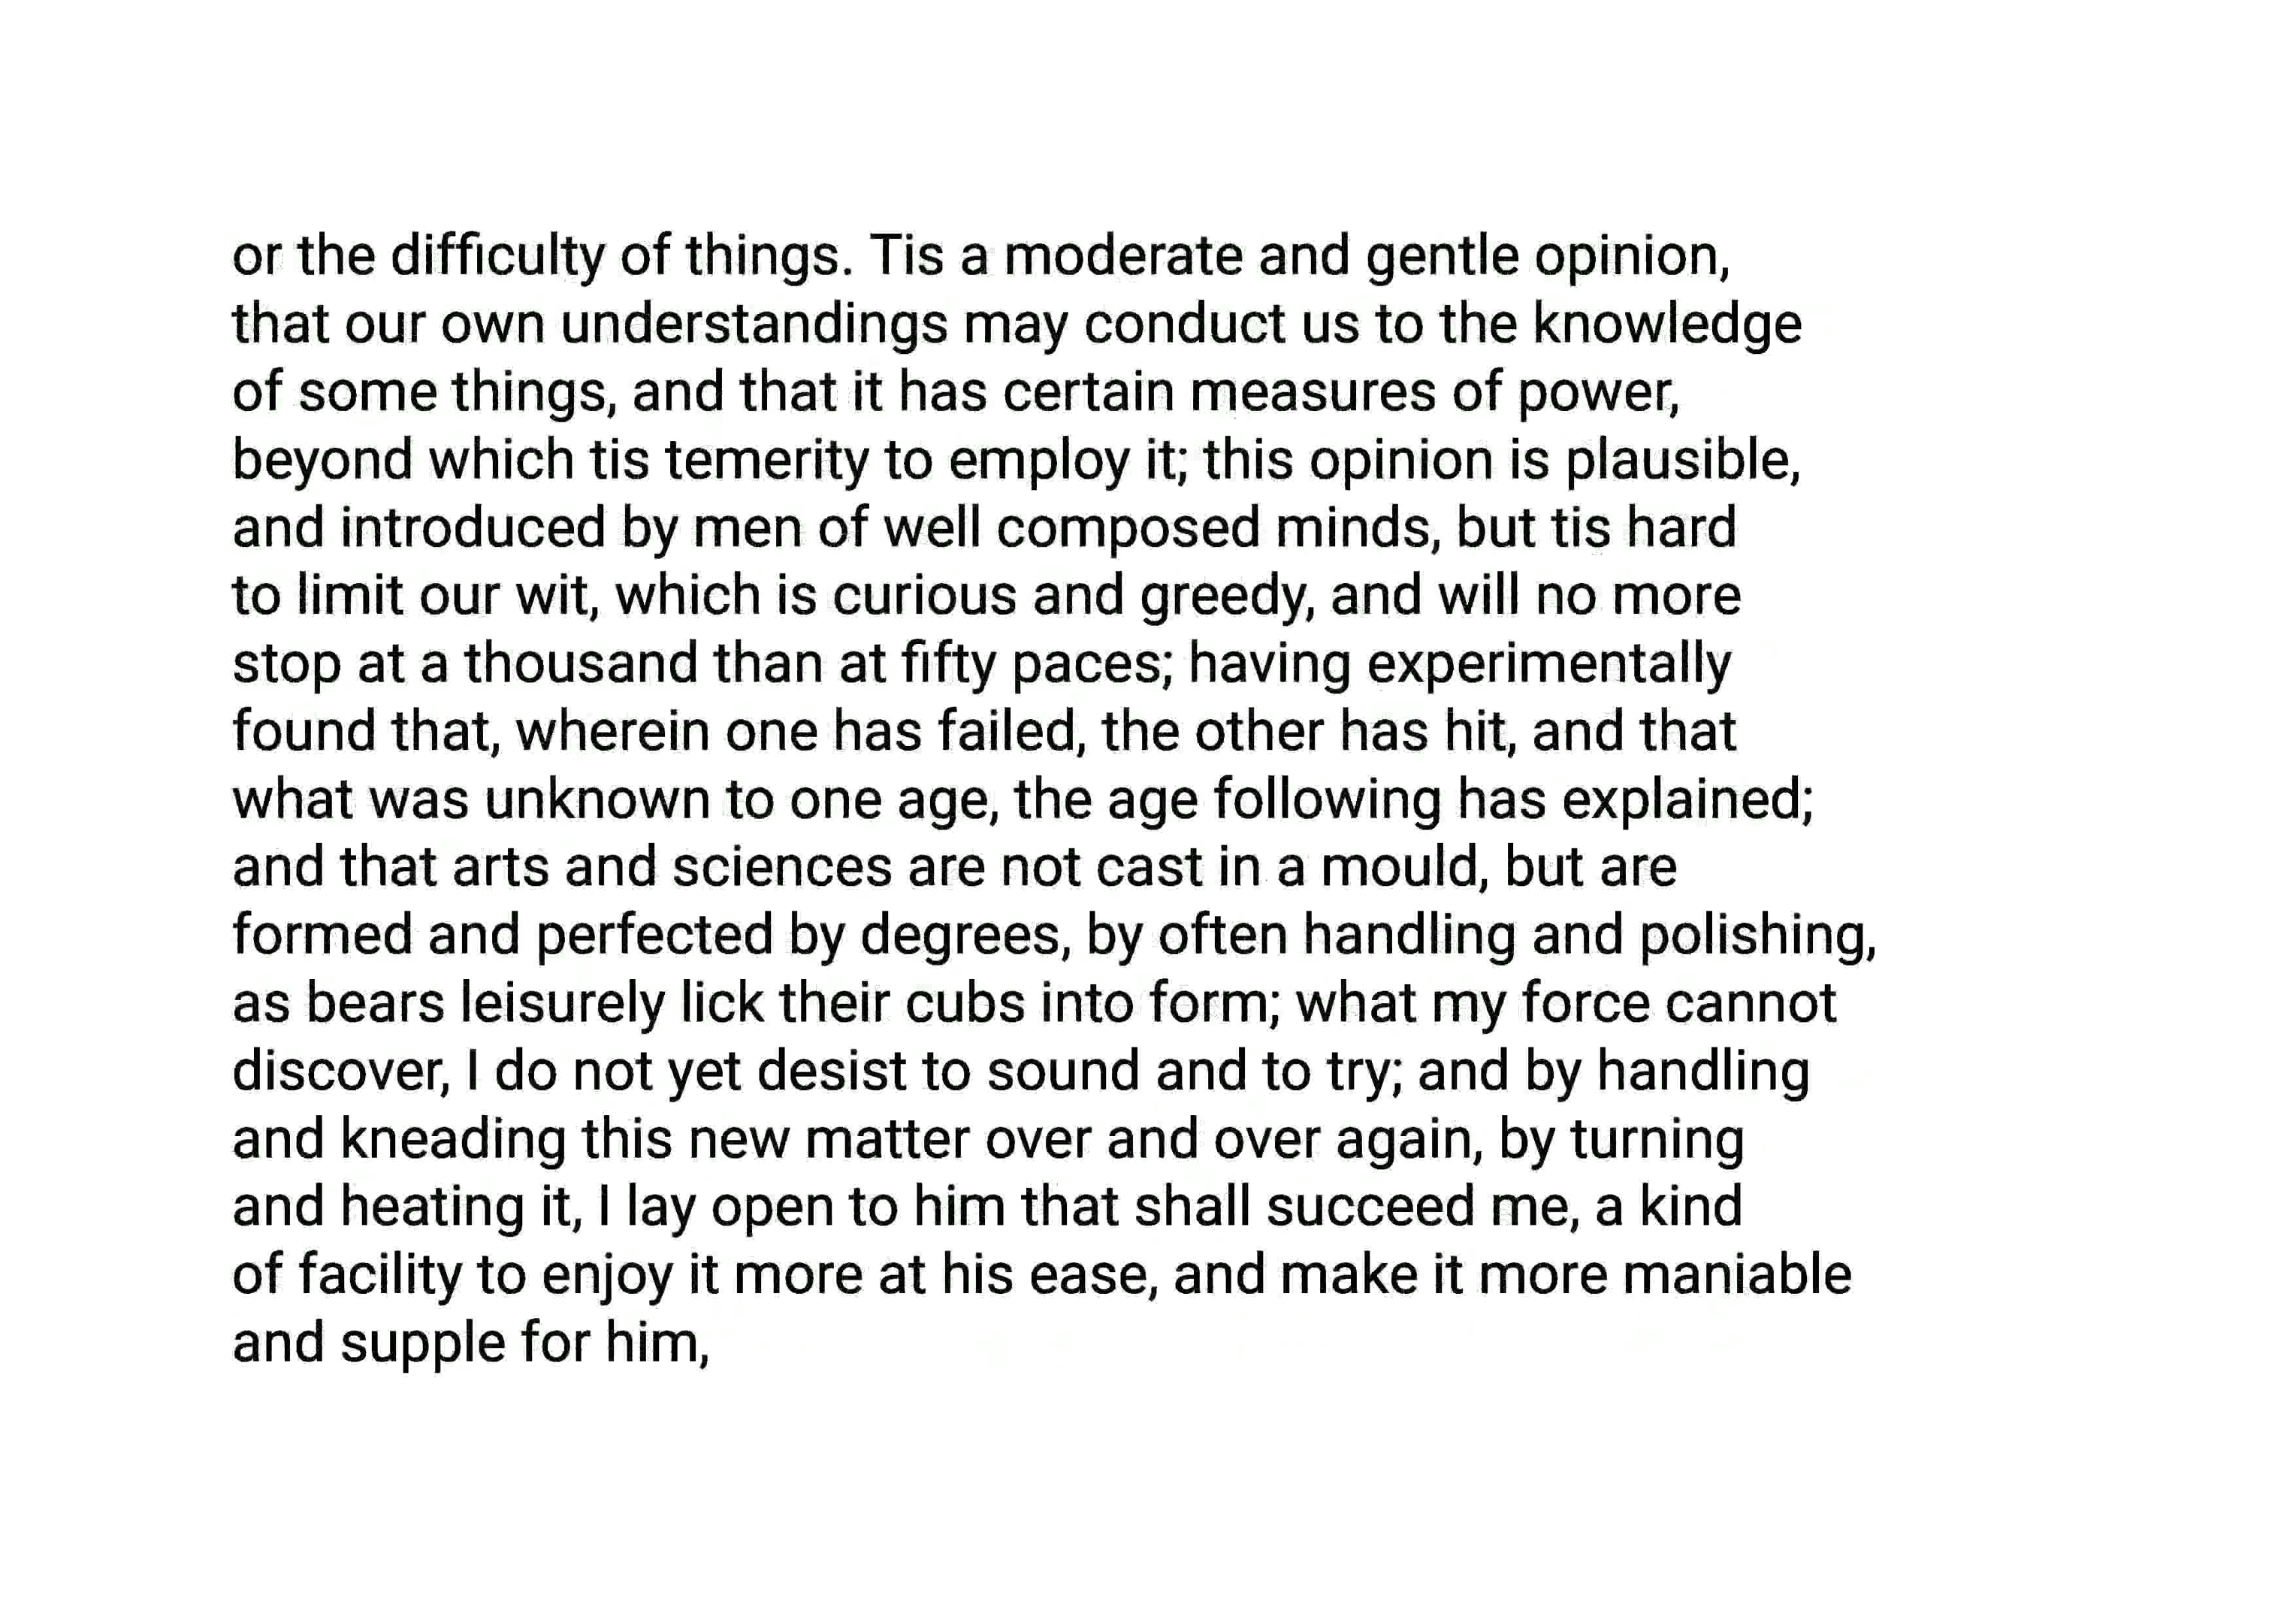 or the difficulty of things. Tis a moderate and gentle opinion,
that our own understandings may conduct us to the knowledge
of some things, and that it has certain measures of power,
beyond which tis temerity to employ it; this opinion is plausible,
and introduced by men of well composed minds, but tis hard
to limit our wit, which is curious and greedy, and will no more
stop at a thousand than at fifty paces; having experimentally
found that, wherein one has failed, the other has hit, and that
what was unknown to one age, the age following has explained;
and that arts and sciences are not cast in a mould, but are
formed and perfected by degrees, by often handling and polishing,
as bears leisurely lick their cubs into form; what my force cannot
discover, I do not yet desist to sound and to try; and by handling
and kneading this new matter over and over again, by turning
and heating it, I lay open to him that shall succeed me, a kind
of facility to enjoy it more at his ease, and make it more maniable
and supple for him,